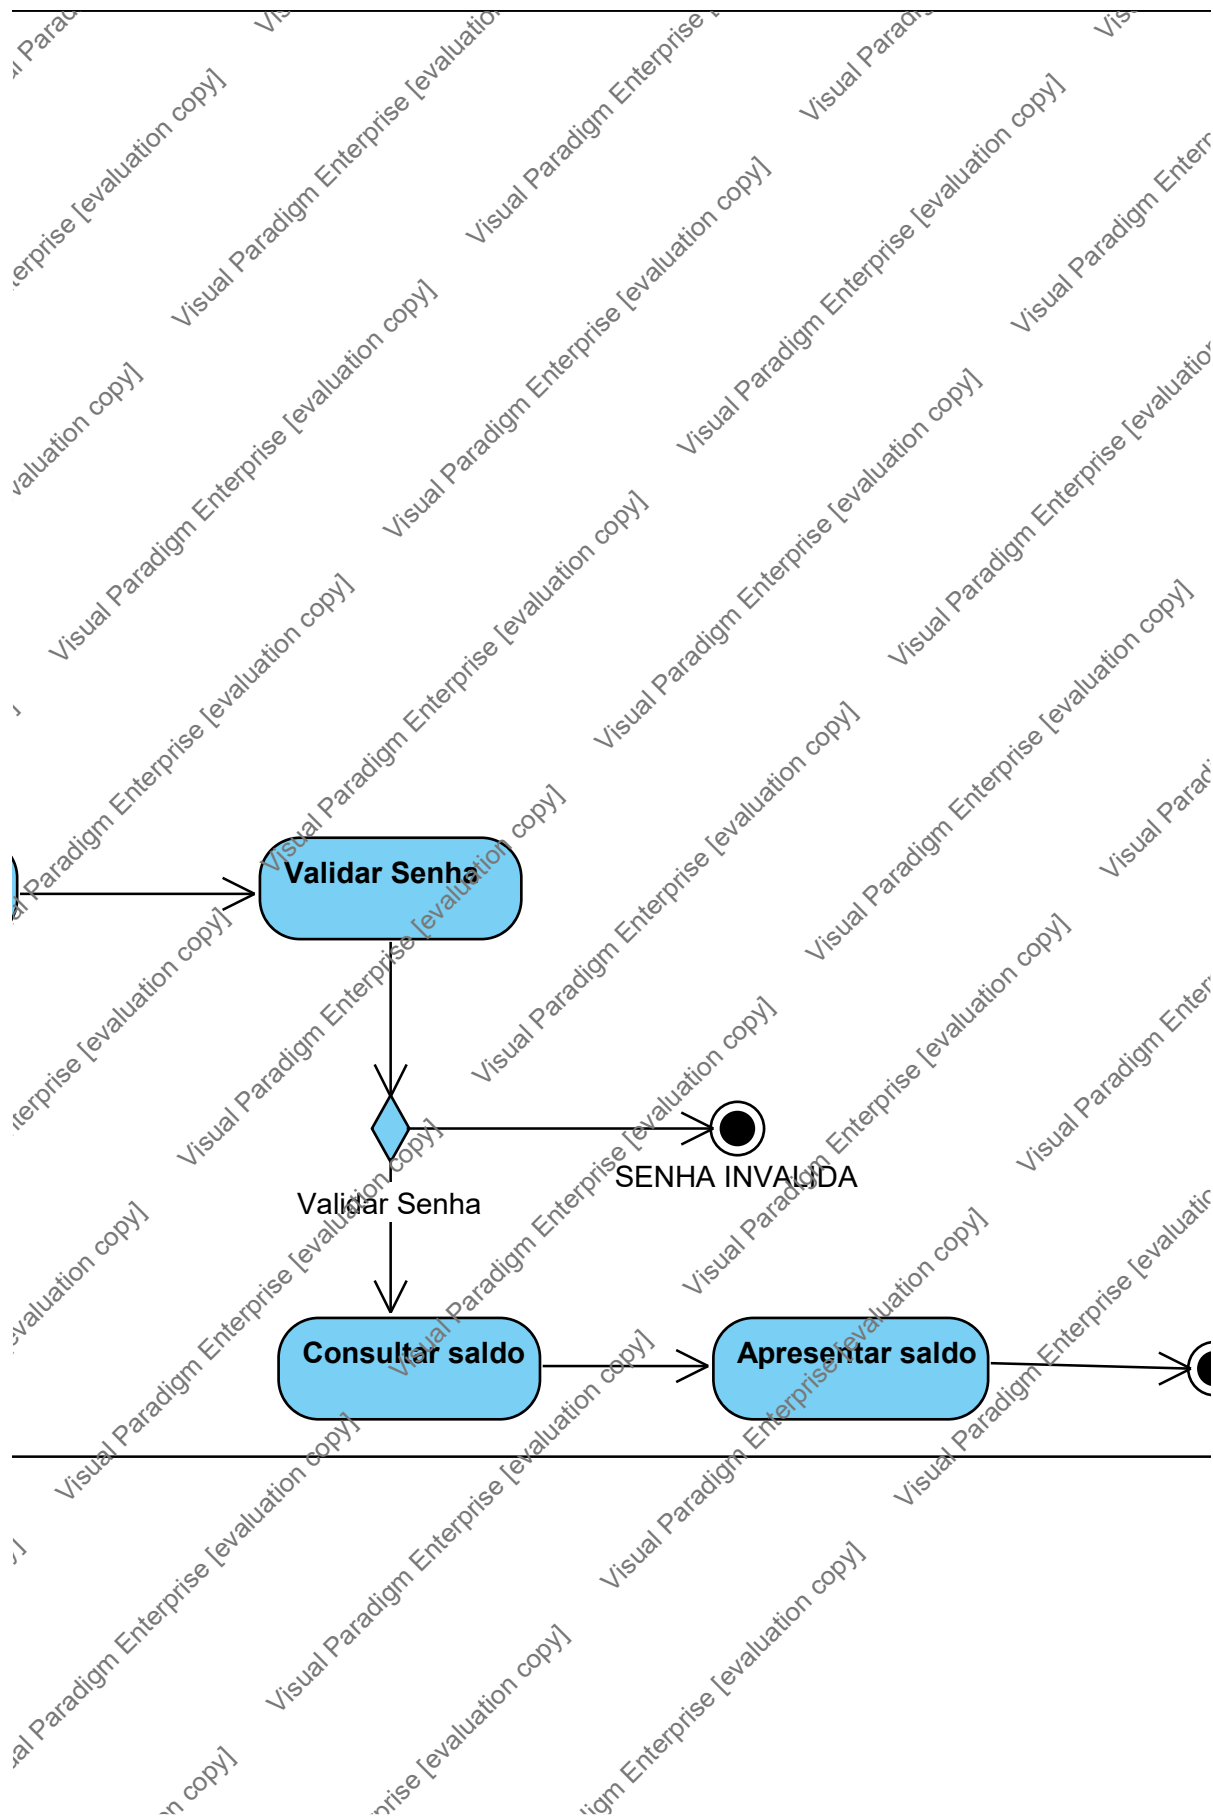 Validar Senha
SENHA INVALIDA
Validar Senha
Consultar saldo
Apresentar saldo
Visual Paradigm Enterprise [evaluation copy]